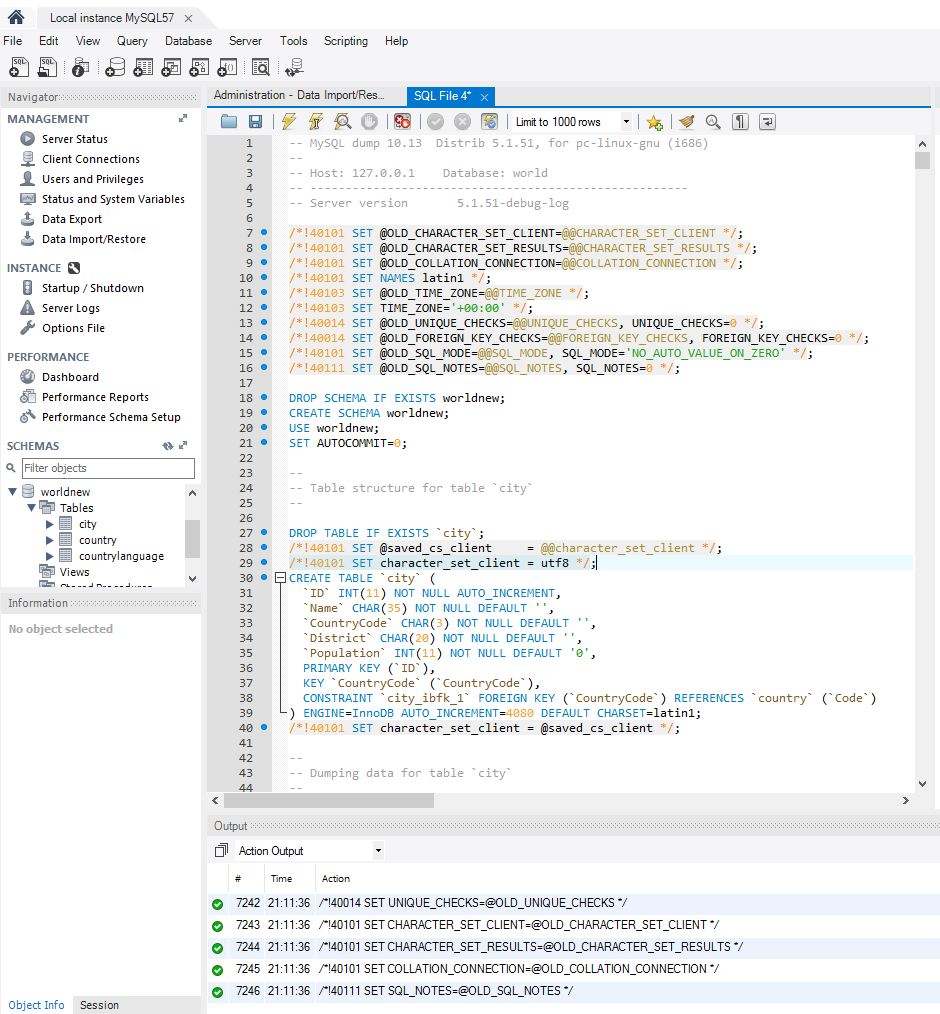 Local instance MySQL57
File Edit View Query Database Server Tools Scripting Help
Navigator
MANAGEMENT
Server Status
Client Connections
Users and Privileges
Status and System Variables
Data Export
Data Import/Restore
INSTANCE
Startup / Shutdown
Server Logs
Options File
PERFORMANCE
Dashboard
Performance Reports
Performance Schema Setup
SCHEMAS
Filter objects
worldnew
Tables
city
country
countrylanguage
Views
Stored Procedures
Information
No object selected
Object Info Session
Administration - Data Import/Res...
SQL File 4*
Limit to 1000 rows
1 -- MySQL dump 10.13  Distrib 5.1.51, for pc-linux-gnu (i686)
2 --
3 -- Host: 127.0.0.1    Database: world
4 -- ------------------------------------------------------
5 -- Server version       5.1.51-debug-log
6
7 /*!40101 SET @OLD_CHARACTER_SET_CLIENT=@@CHARACTER_SET_CLIENT */;
8 /*!40101 SET @OLD_CHARACTER_SET_RESULTS=@@CHARACTER_SET_RESULTS */;
9 /*!40101 SET @OLD_COLLATION_CONNECTION=@@COLLATION_CONNECTION */;
10 /*!40101 SET NAMES latin1 */;
11 /*!40103 SET @OLD_TIME_ZONE=@@TIME_ZONE */;
12 /*!40103 SET TIME_ZONE='+00:00' */;
13 /*!40014 SET @OLD_UNIQUE_CHECKS=@@UNIQUE_CHECKS, UNIQUE_CHECKS=0 */;
14 /*!40014 SET @OLD_FOREIGN_KEY_CHECKS=@@FOREIGN_KEY_CHECKS, FOREIGN_KEY_CHECKS=0 */;
15 /*!40101 SET @OLD_SQL_MODE=@@SQL_MODE, SQL_MODE='NO_AUTO_VALUE_ON_ZERO' */;
16 /*!40111 SET @OLD_SQL_NOTES=@@SQL_NOTES, SQL_NOTES=0 */;
17
18 DROP SCHEMA IF EXISTS worldnew;
19 CREATE SCHEMA worldnew;
20 USE worldnew;
21 SET AUTOCOMMIT=0;
22
23 --
24 -- Table structure for table `city`
25 --
26
27 DROP TABLE IF EXISTS `city`;
28 /*!40101 SET @saved_cs_client     = @@character_set_client */;
29 /*!40101 SET character_set_client = utf8 */;
30 CREATE TABLE `city` (
31   `ID` INT(11) NOT NULL AUTO_INCREMENT,
32   `Name` CHAR(35) NOT NULL DEFAULT '',
33   `CountryCode` CHAR(3) NOT NULL DEFAULT '',
34   `District` CHAR(20) NOT NULL DEFAULT '',
35   `Population` INT(11) NOT NULL DEFAULT '0',
36   PRIMARY KEY (`ID`),
37   KEY `CountryCode` (`CountryCode`),
38   CONSTRAINT `city_ibfk_1` FOREIGN KEY (`CountryCode`) REFERENCES `country` (`Code`)
39 ) ENGINE=InnoDB AUTO_INCREMENT=4080 DEFAULT CHARSET=latin1;
40 /*!40101 SET character_set_client = @saved_cs_client */;
41
42 --
43 -- Dumping data for table `city`
44 --
Output
Action Output
# Time Action
7242 21:11:36 /*!40014 SET UNIQUE_CHECKS=@OLD_UNIQUE_CHECKS */
7243 21:11:36 /*!40101 SET CHARACTER_SET_CLIENT=@OLD_CHARACTER_SET_CLIENT */
7244 21:11:36 /*!40101 SET CHARACTER_SET_RESULTS=@OLD_CHARACTER_SET_RESULTS */
7245 21:11:36 /*!40101 SET COLLATION_CONNECTION=@OLD_COLLATION_CONNECTION */
7246 21:11:36 /*!40111 SET SQL_NOTES=@OLD_SQL_NOTES */